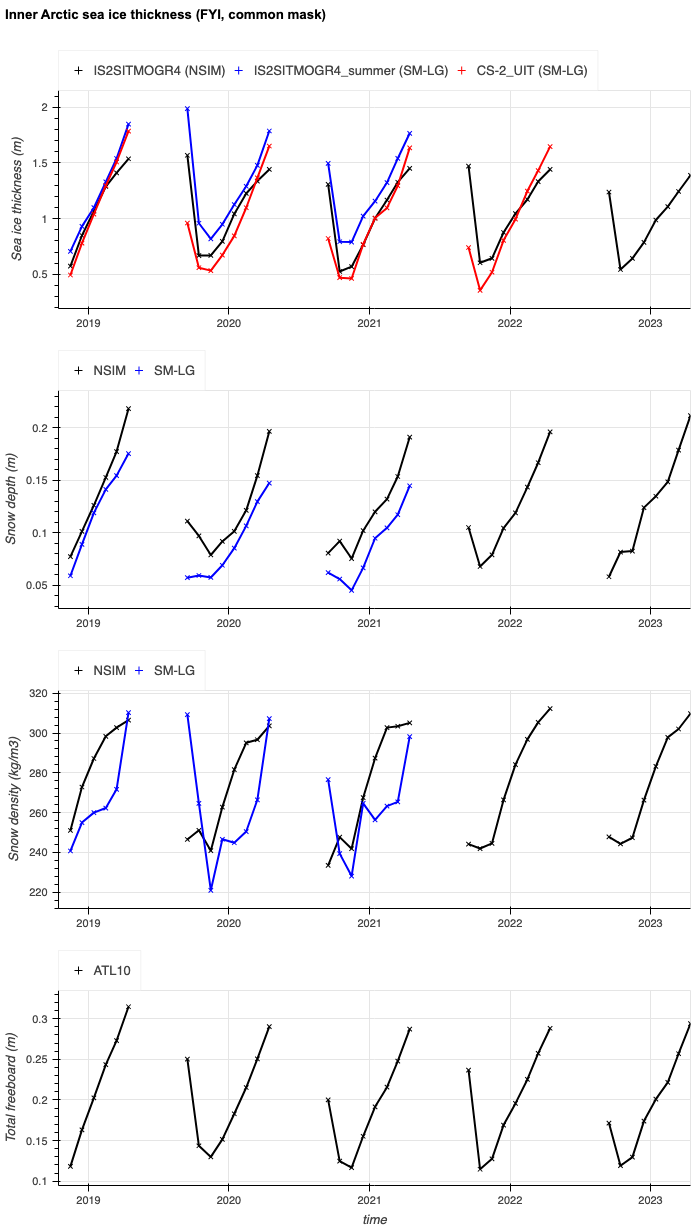 Inner Arctic sea ice thickness (FYI, common mask)
IS2SITMOGR4 (NSIM) IS2SITMOGR4_summer (SM-LG) CS-2_UIT (SM-LG)
Sea ice thickness (m)
2
1.5
1
0.5
2019 2020 2021 2022 2023
NSIM SM-LG
Snow depth (m)
0.2
0.15
0.1
0.05
2019 2020 2021 2022 2023
NSIM SM-LG
Snow density (kg/m3)
320
300
280
260
240
220
2019 2020 2021 2022 2023
ATL10
Total freeboard (m)
0.3
0.25
0.2
0.15
0.1
2019 2020 2021 2022 2023
time